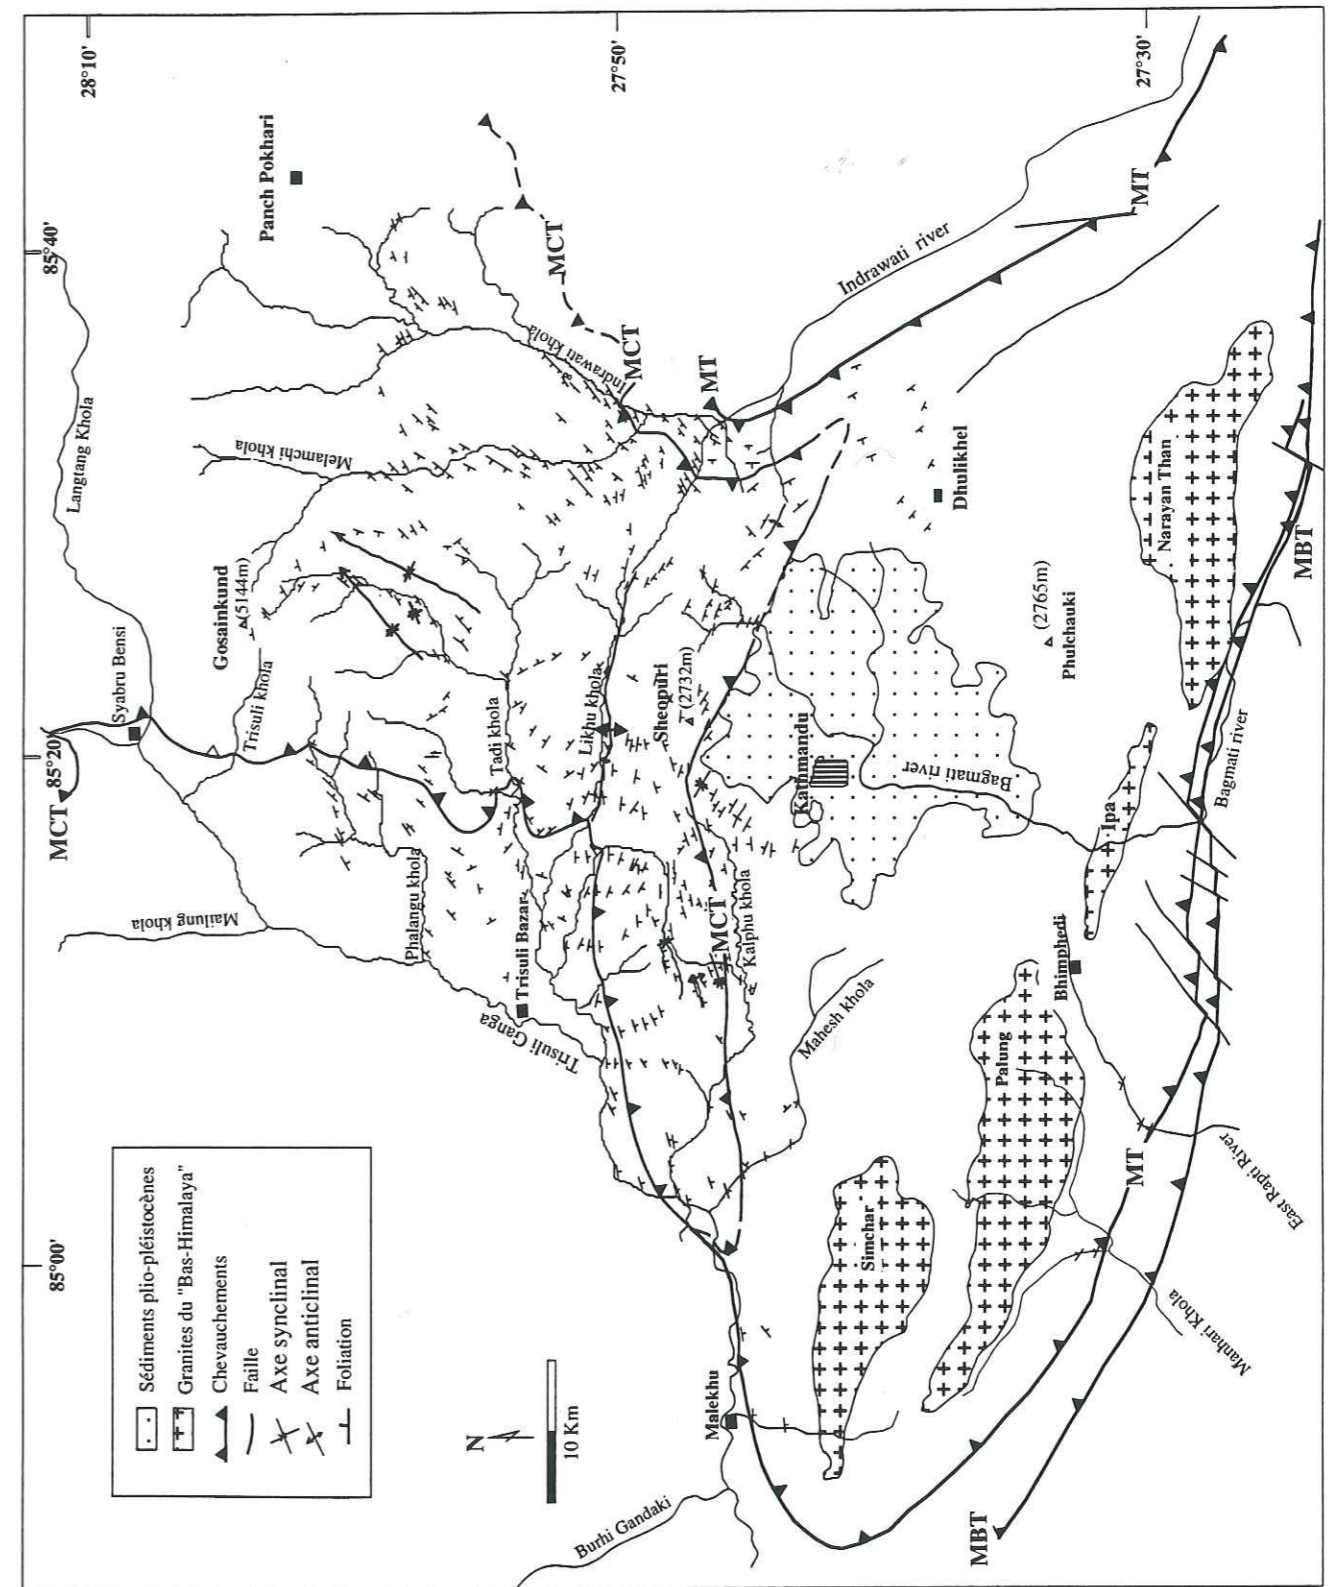 28°10'
27°50'
27°30'
85°40'
85°20'
85°00'
Panch Pokhari
MCT
MCT
MT
MT
Indrawati river
Indrawati khola
Langtang Khola
Melamchi khola
Syabru Bensi
Gosainkund
(5144m)
Trisuli khola
Tadi khola
Likhu khola
Sheopuri
(2732m)
Dhulikhel
Narayan Than
MBT
(2765m)
Phulchauki
Kathmandu
Bagmati river
Bagmati river
Ipa
MCT
Mailung khola
Phalangu khola
Trisuli Bazar
Trisuli Ganga
MCT
Kalphu khola
Mahesh khola
Bhimphedi
Palung
Simchar
MT
East Rapti River
Manhari Khola
Malekhu
Burhi Gandaki
MBT
Sédiments plio-pléistocènes
Granites du "Bas-Himalaya"
Chevauchements
Faille
Axe synclinal
Axe anticlinal
Foliation
N
10 Km